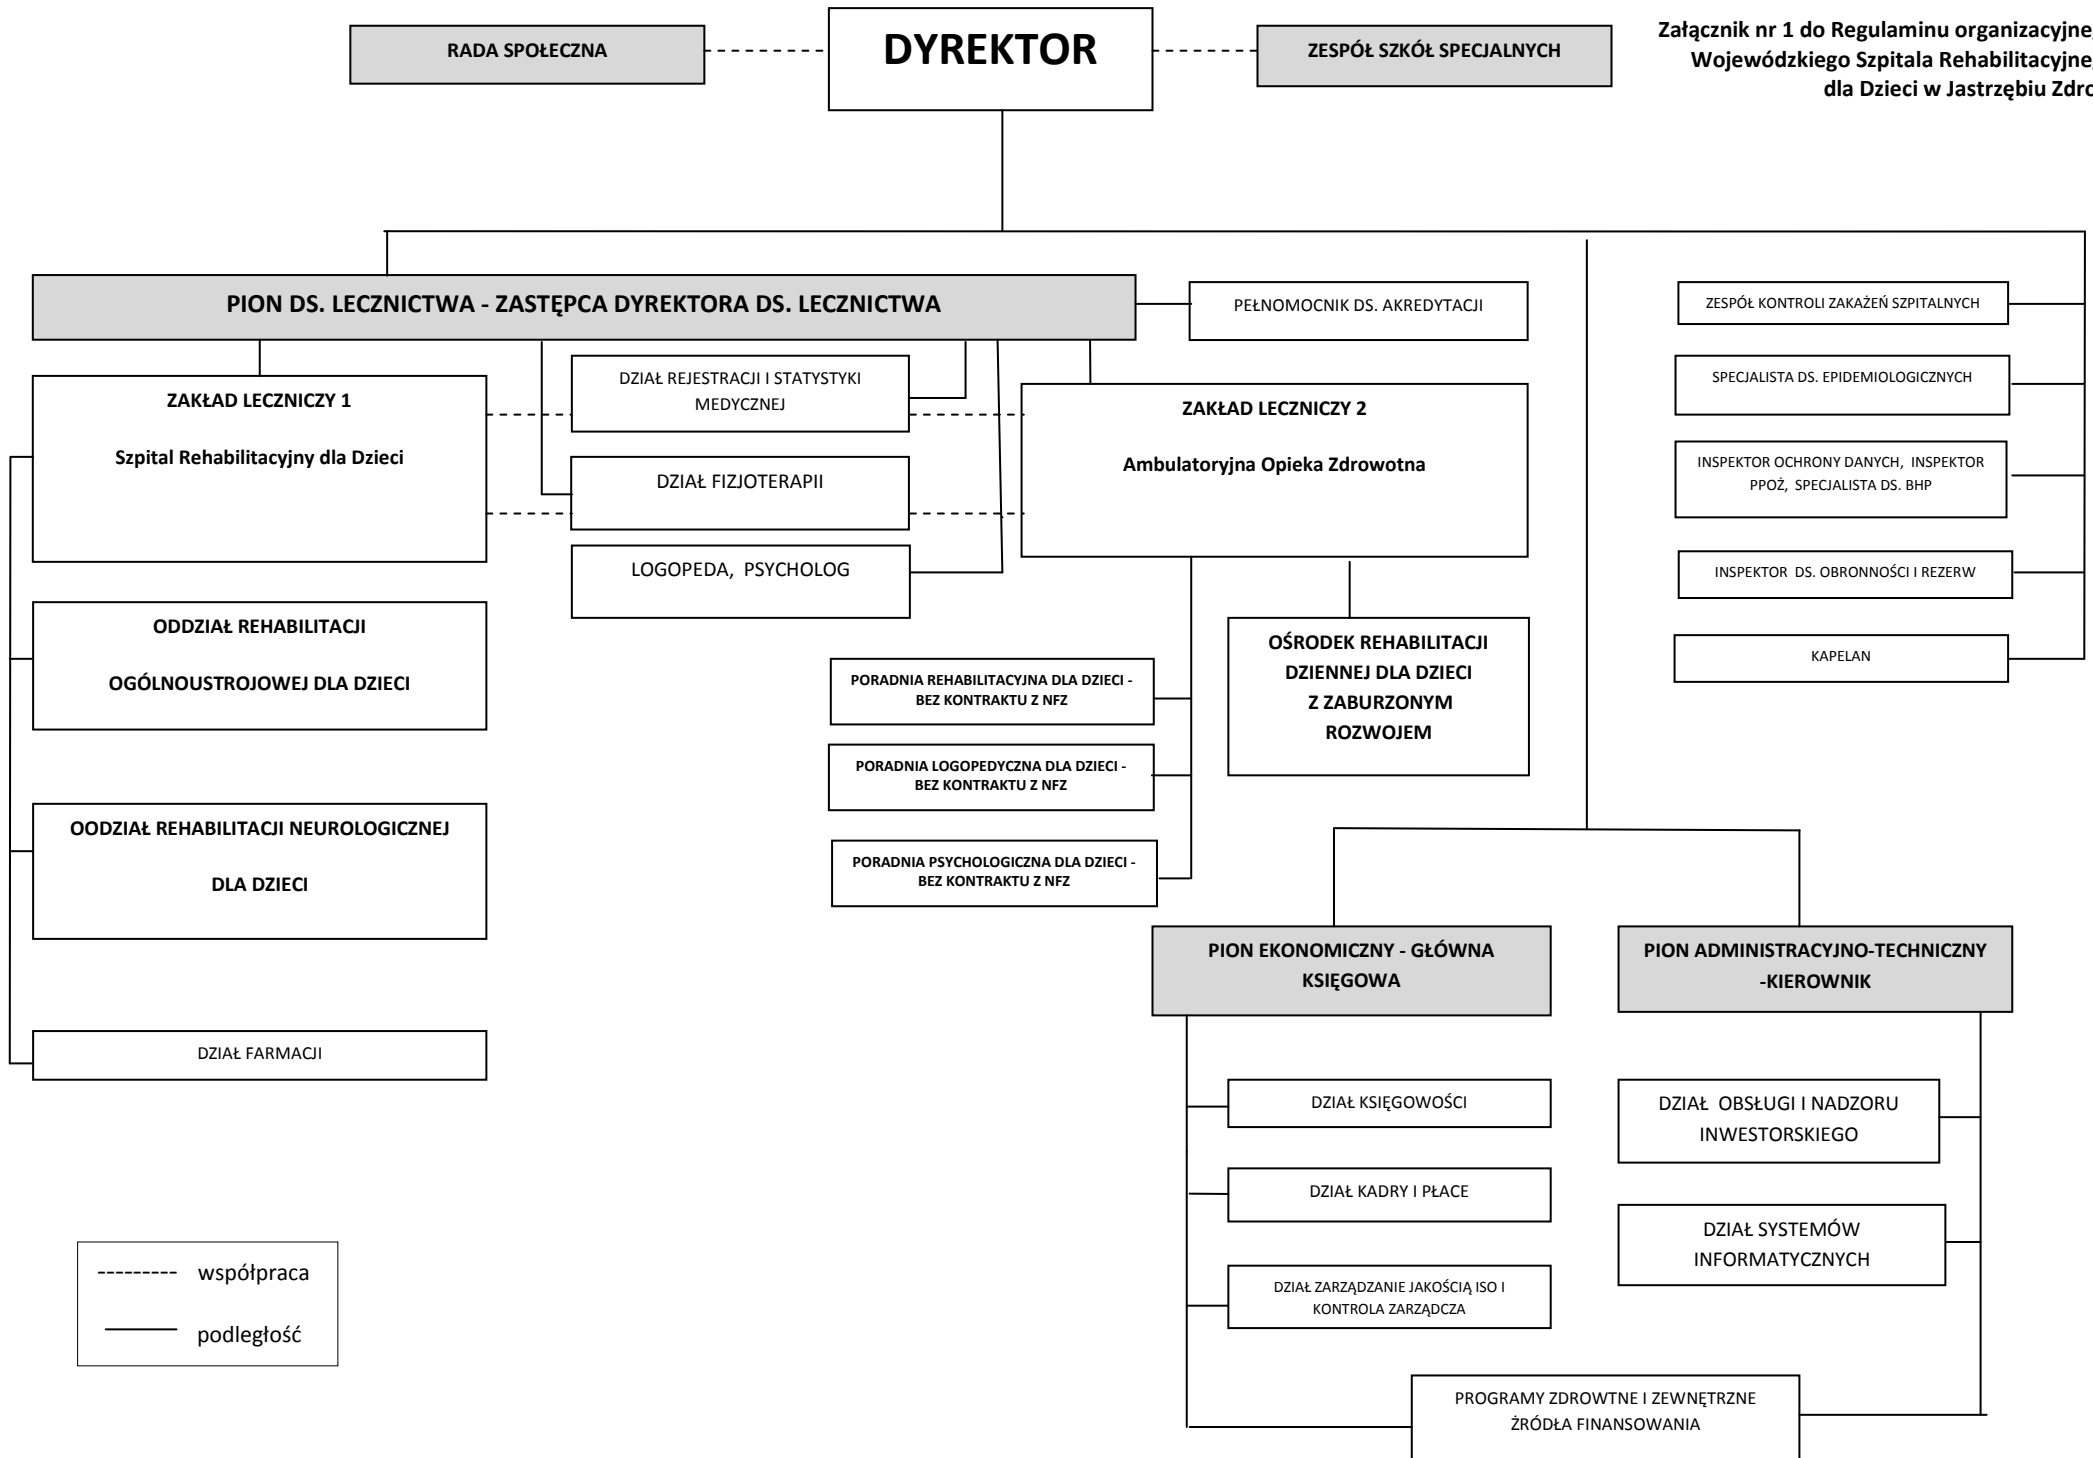 RADA SPOŁECZNA
DYREKTOR
ZESPÓŁ SZKÓŁ SPECJALNYCH
Załącznik nr 1 do Regulaminu
Wojewódzkiego Szpitala
dla Dzieci w Jastrzębiu
PION DS. LECZNICTWA - ZASTĘPCA DYREKTORA DS. LECZNICTWA
PEŁNOMOCNIK DS. AKREDYTACJI
ZAKŁAD LECZNICZY 1
Szpital Rehabilitacyjny dla Dzieci
DZIAŁ REJESTRACJI I STATYSTYKI
MEDYCZNEJ
DZIAŁ FIZJOTERAPII
LOGOPEDA, PSYCHOLOG
ZAKŁAD LECZNICZY 2
Ambulatoryjna Opieka Zdrowotna
ZESPÓŁ KONTROLI ZAKAŻEŃ SZPITALNYCH
SPECJALISTA DS. EPIDEMIOLOGICZNYCH
INSPEKTOR OCHRONY DANYCH, INSPEKTOR
PPOŻ, SPECJALISTA DS. BHP
INSPEKTOR DS. OBRONNOŚCI I REZERW
KAPELAN
ODDZIAŁ REHABILITACJI
OGÓLNOUSTROJOWEJ DLA DZIECI
OODZIAŁ REHABILITACJI NEUROLOGICZNEJ
DLA DZIECI
DZIAŁ FARMACJI
PORADNIA REHABILITACYJNA DLA DZIECI -
BEZ KONTRAKTU Z NFZ
PORADNIA LOGOPEDYCZNA DLA DZIECI -
BEZ KONTRAKTU Z NFZ
PORADNIA PSYCHOLOGICZNA DLA DZIECI -
BEZ KONTRAKTU Z NFZ
OŚRODEK REHABILITACJI
DZIENNEJ DLA DZIECI
Z ZABURZONYM
ROZWOJEM
PION EKONOMICZNY - GŁÓWNA
KSIĘGOWA
PION ADMINISTRACYJNO-TECHNICZNY
-KIEROWNIK
DZIAŁ KSIĘGOWOŚCI
DZIAŁ KADRY I PŁACE
DZIAŁ ZARZĄDZANIE JAKOŚCIĄ ISO I
KONTROLA ZARZĄDCZA
DZIAŁ OBSŁUGI I NADZORU
INWESTORSKIEGO
DZIAŁ SYSTEMÓW
INFORMATYCZNYCH
PROGRAMY ZDROWTNE I ZEWNĘTRZNE
ŻRÓDŁA FINANSOWANIA
współpraca
podległość